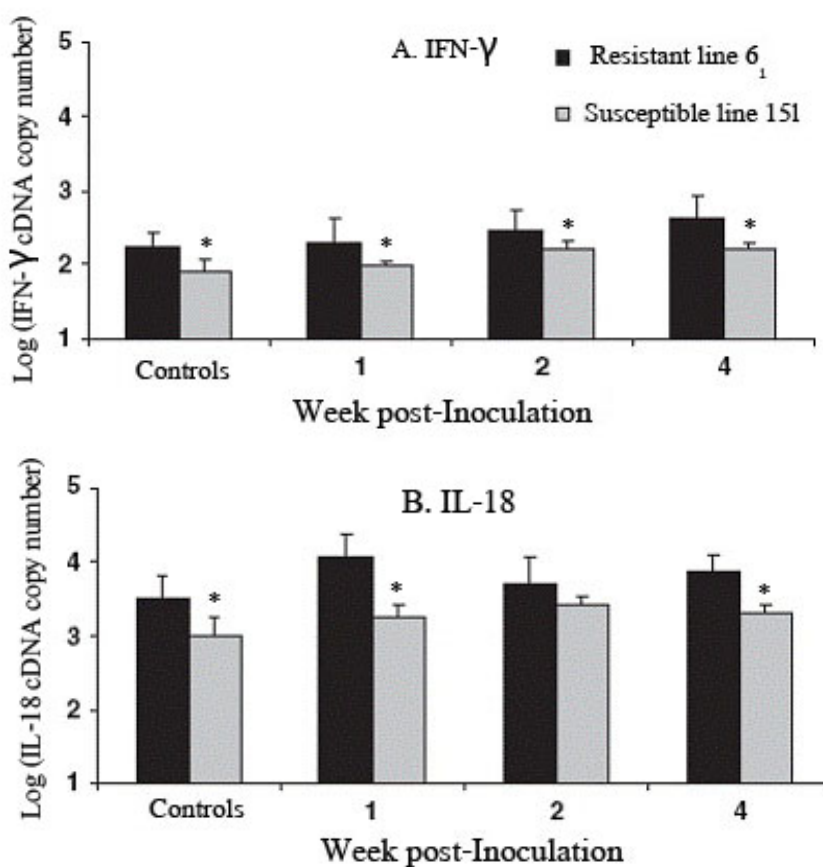 A. IFN-γ
Resistant line 6₁
Susceptible line 15l
Log (IFN-γ cDNA copy number)
5
4
3
2
1
*
*
*
*
Controls
1
2
4
Week post-Inoculation
B. IL-18
Log (IL-18 cDNA copy number)
5
4
3
2
1
*
*
*
Controls
1
2
4
Week post-Inoculation